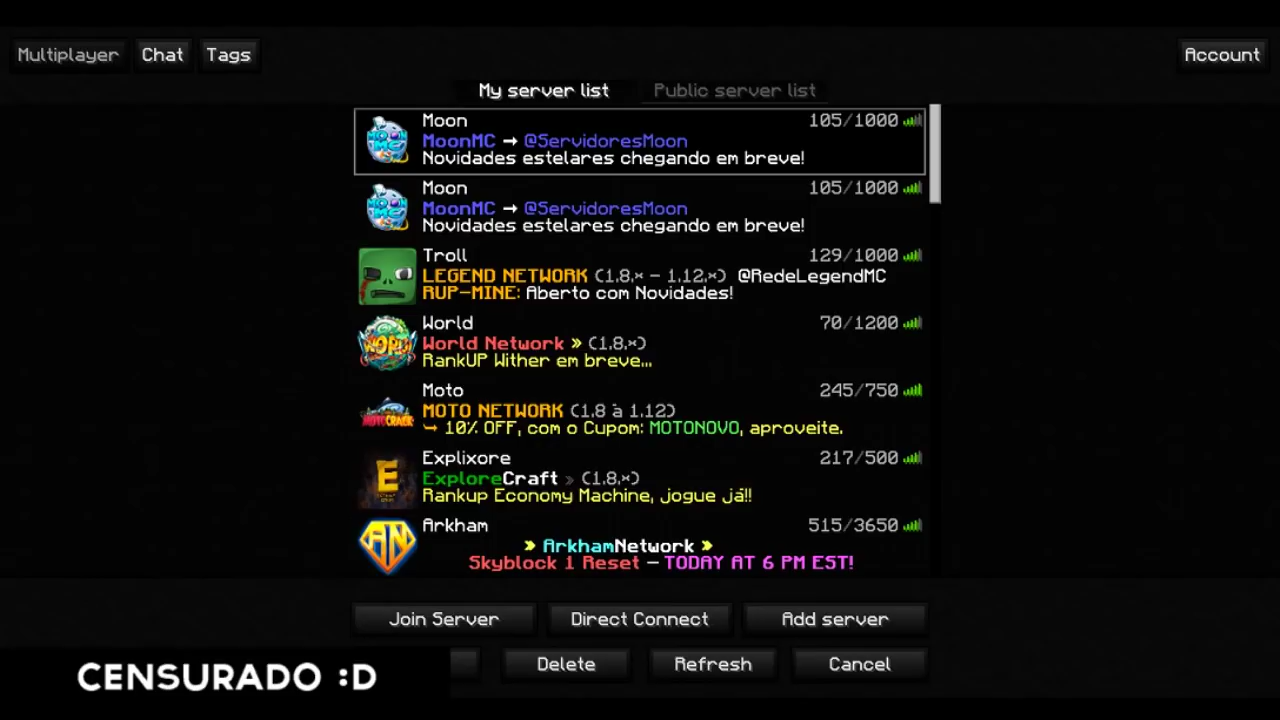 Multiplayer Chat Tags Account
My server list Public server list
Moon 105/1000
MoonMC → @ServidoresMoon
Novidades estelares chegando em breve!
Moon 105/1000
MoonMC → @ServidoresMoon
Novidades estelares chegando em breve!
Troll 129/1000
LEGEND NETWORK (1.8.× - 1.12.×) @RedeLegendMC
RUP-MINE: Aberto com Novidades!
World 70/1200
World Network » (1.8.×)
RankUP Wither em breve...
Moto 245/750
MOTO NETWORK (1.8 à 1.12)
↪ 10% OFF, com o Cupom: MOTONOVO, aproveite.
Explixore 217/500
ExploreCraft » (1.8.×)
Rankup Economy Machine, jogue já!!
Arkham 515/3650
» ArkhamNetwork »
Skyblock 1 Reset – TODAY AT 6 PM EST!
Join Server Direct Connect Add server
Delete Refresh Cancel
CENSURADO :D